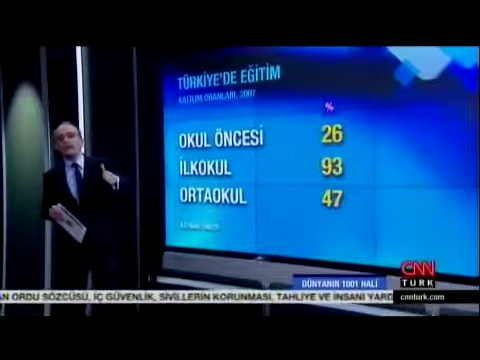 TÜRKİYE'DE EĞİTİM
KATILIM ORANLARI, 2007
%
OKUL ÖNCESİ 26
İLKOKUL 93
ORTAOKUL 47
DÜNYANIN 1001 HALİ
CNN
TURK
AN ORDU SÖZCÜSÜ, İÇ GÜVENLİK, SİVİLLERİN KORUNMASI, TAHLİYE VE İNSANİ YARD
cnnturk.com